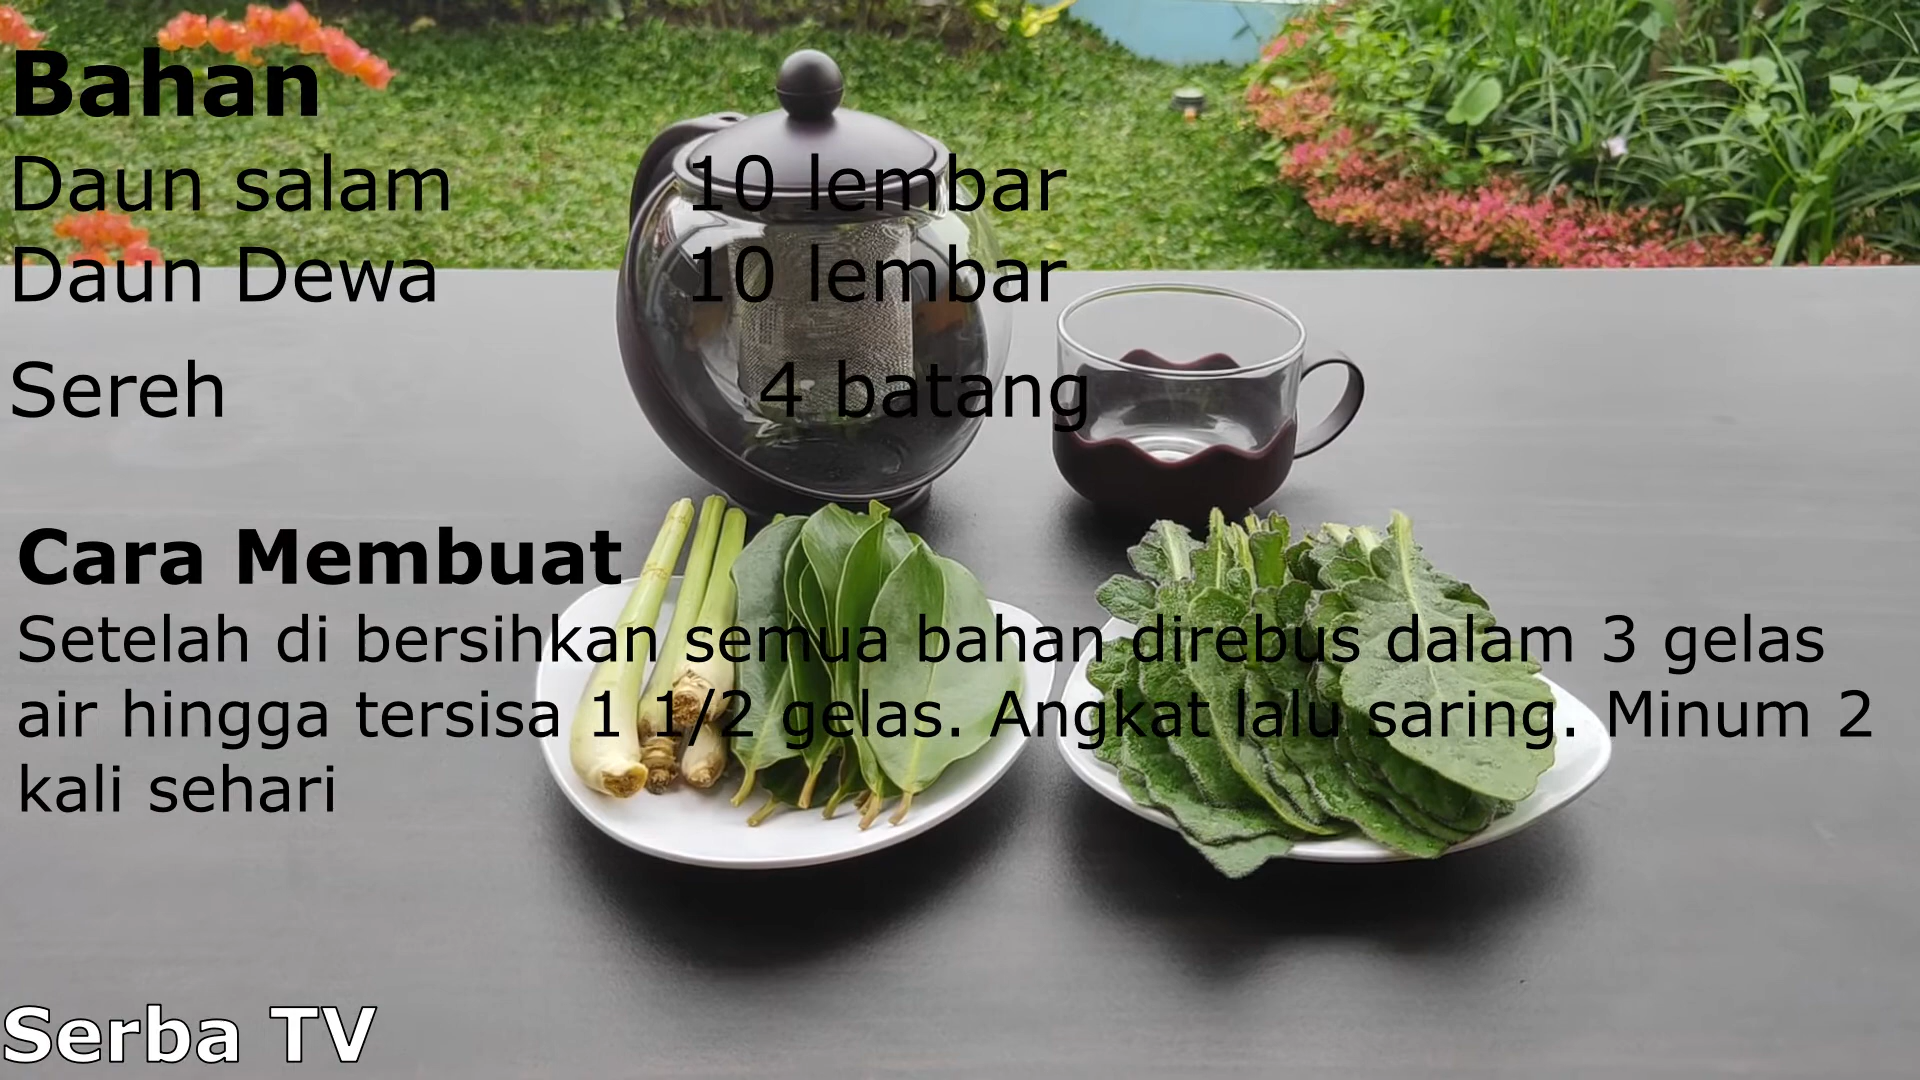 Bahan
Daun salam 10 lembar
Daun Dewa 10 lembar
Sereh 4 batang
Cara Membuat
Setelah di bersihkan semua bahan direbus dalam 3 gelas
air hingga tersisa 1 1/2 gelas. Angkat lalu saring. Minum 2
kali sehari
Serba TV